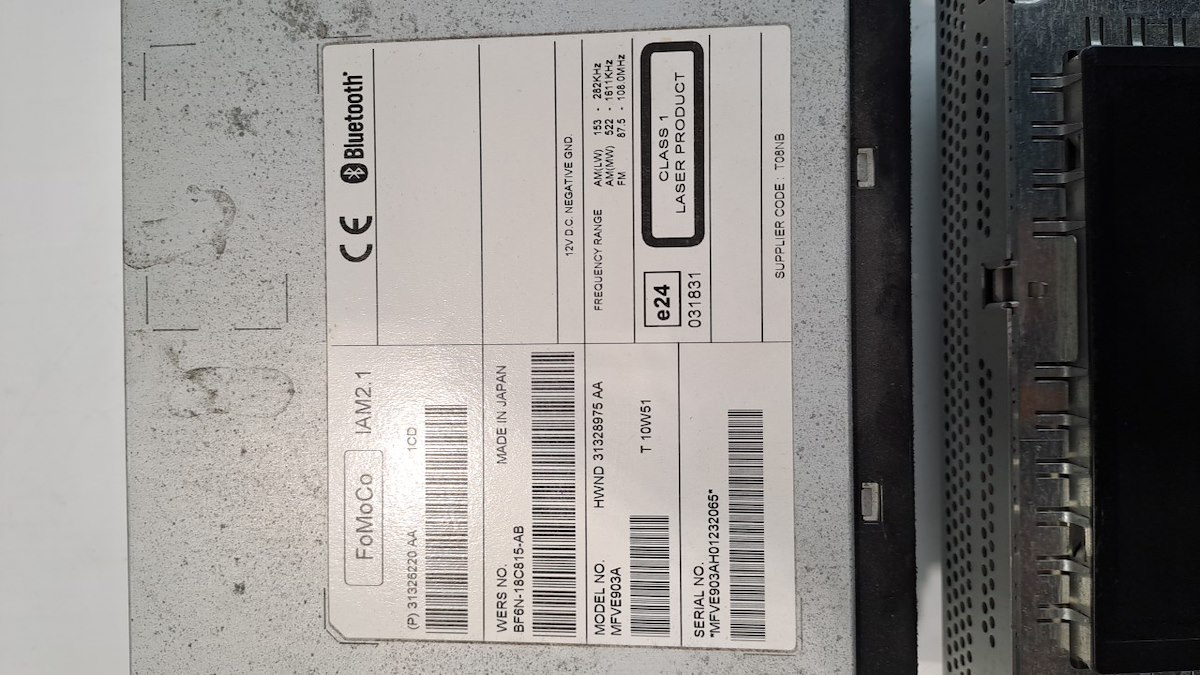 FoMoCo IAM2.1
CE Bluetooth
(P) 31326220 AA 1CD
WERS NO. MADE IN JAPAN
BF6N-18C815-AB
12V D.C. NEGATIVE GND.
MODEL NO. HWND 31328975 AA
MFVE903A
T 10W51
FREQUENCY RANGE AM(LW) 153 - 282KHz
AM(MW) 522 - 1611KHz
FM 87.5 - 108.0MHz
e24
031831
CLASS 1
LASER PRODUCT
SERIAL NO.
*MFVE903AH01232065*
SUPPLIER CODE : T08NB